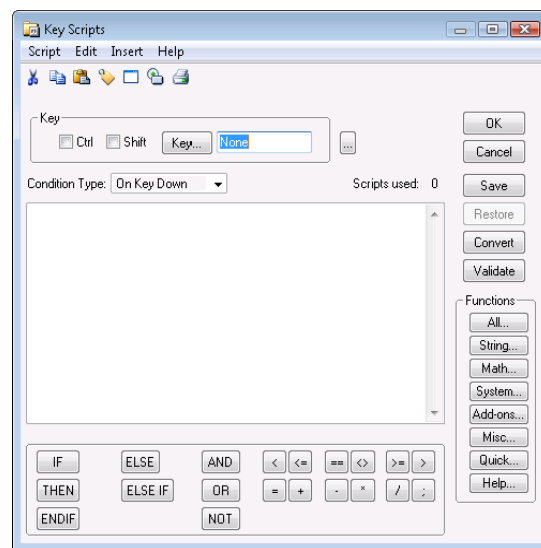 Key Scripts
Script Edit Insert Help
Key
Ctrl Shift Key... None ...
OK
Cancel
Condition Type: On Key Down Scripts used: 0
Save
Restore
Convert
Validate
Functions
All...
String...
Math...
System...
Add-ons...
Misc...
Quick...
Help...
IF ELSE AND < <= == <> >= >
THEN ELSE IF OR = + - * / ;
ENDIF NOT